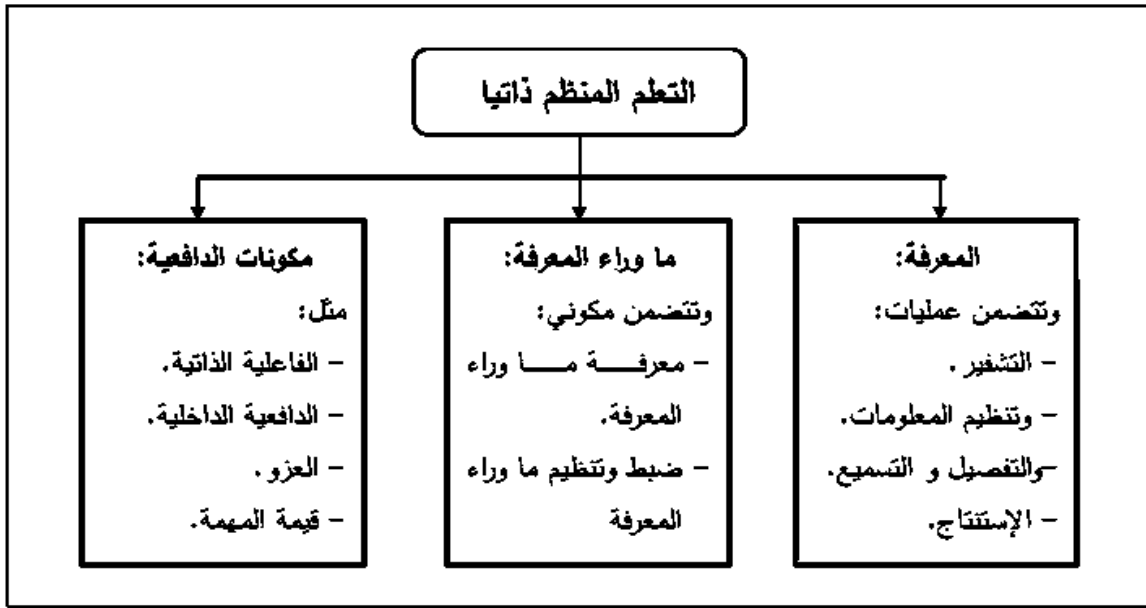 التعلم المنظم ذاتيا
المعرفة:
وتتضمن عمليات:
- التشفير .
- وتنظيم المعلومات.
-والتفصيل و التسميع.
- الإستنتاج.
ما وراء المعرفة:
وتتضمن مكوني:
- معرفـــة مـــا وراء
المعرفة.
- ضبط وتنظيم ما وراء
المعرفة
مكونات الدافعية:
مثل:
- الفاعلية الذاتية.
- الدافعية الداخلية.
- العزو.
- قيمة المهمة.